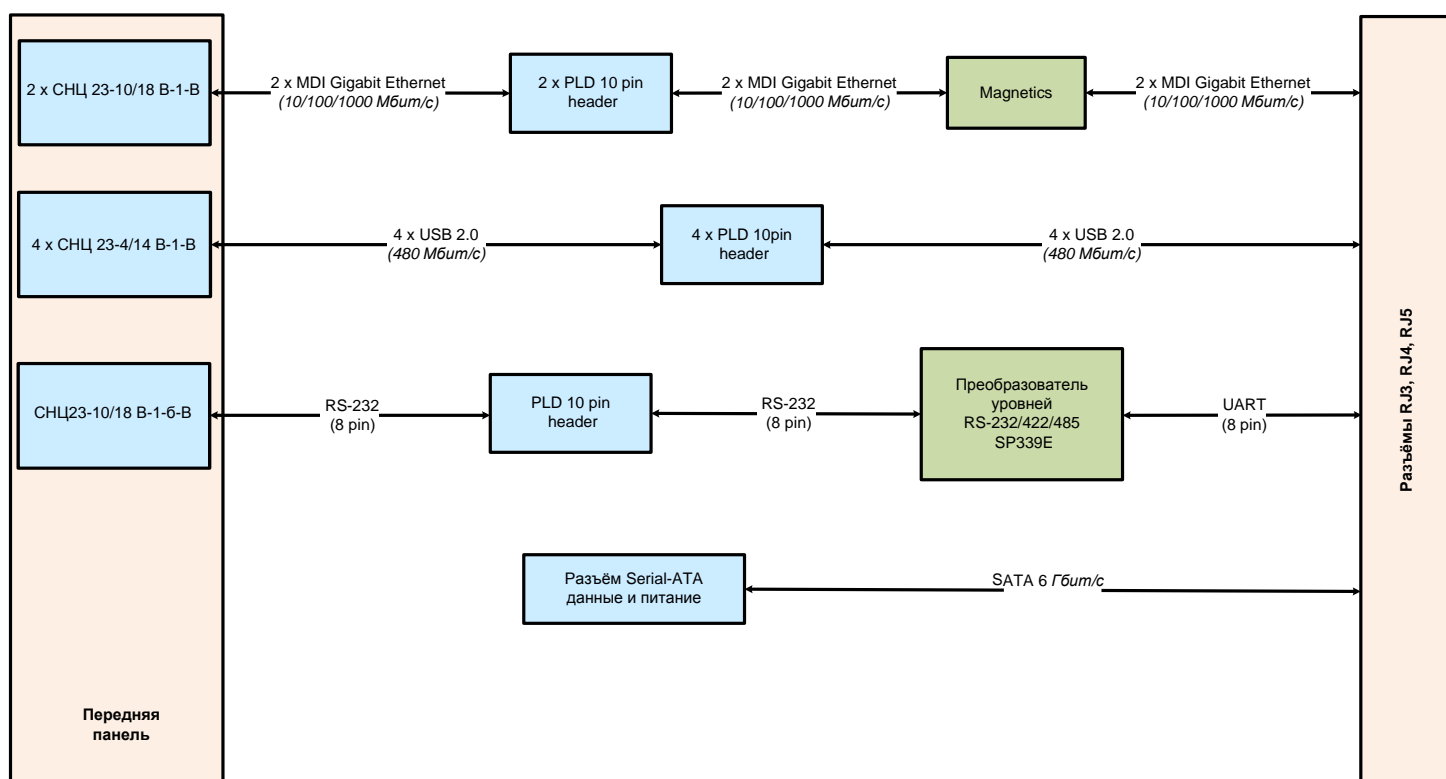 2 x СНЦ 23-10/18 В-1-В
2 x MDI Gigabit Ethernet
(10/100/1000 Мбит/с)
2 x PLD 10 pin
header
2 x MDI Gigabit Ethernet
(10/100/1000 Мбит/с)
Magnetics
2 x MDI Gigabit Ethernet
(10/100/1000 Мбит/с)
4 x СНЦ 23-4/14 В-1-В
4 x USB 2.0
(480 Мбит/с)
4 x PLD 10pin
header
4 x USB 2.0
(480 Мбит/с)
СНЦ23-10/18 В-1-б-В
RS-232
(8 pin)
PLD 10 pin
header
RS-232
(8 pin)
Преобразователь
уровней
RS-232/422/485
SP339E
UART
(8 pin)
Разъёмы RJ3, RJ4, RJ5
Разъём Serial-ATA
данные и питание
SATA 6 Гбит/с
Передняя
панель